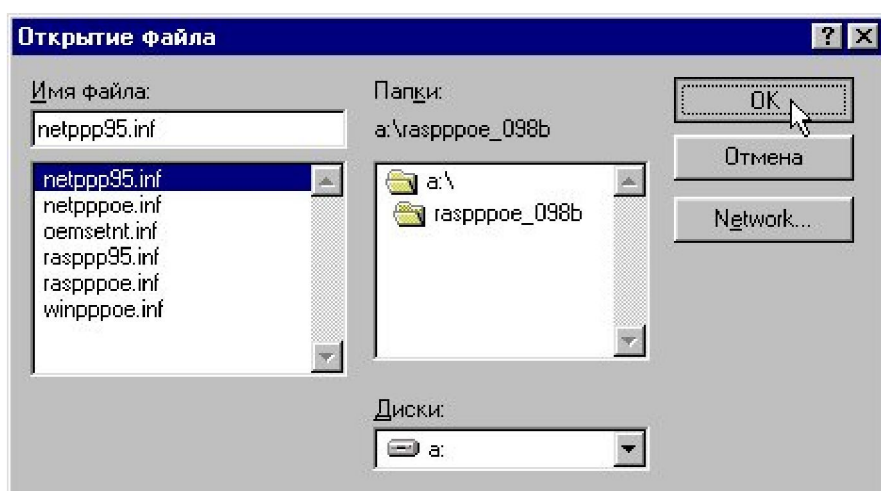 Открытие файла
Имя файла:
netppp95.inf
netppp95.inf
netpppoe.inf
oemsetnt.inf
rasppp95.inf
raspppoe.inf
winpppoe.inf
Папки:
a:\raspppoe_098b
a:\
raspppoe_098b
Диски:
a:
OK
Отмена
Network...